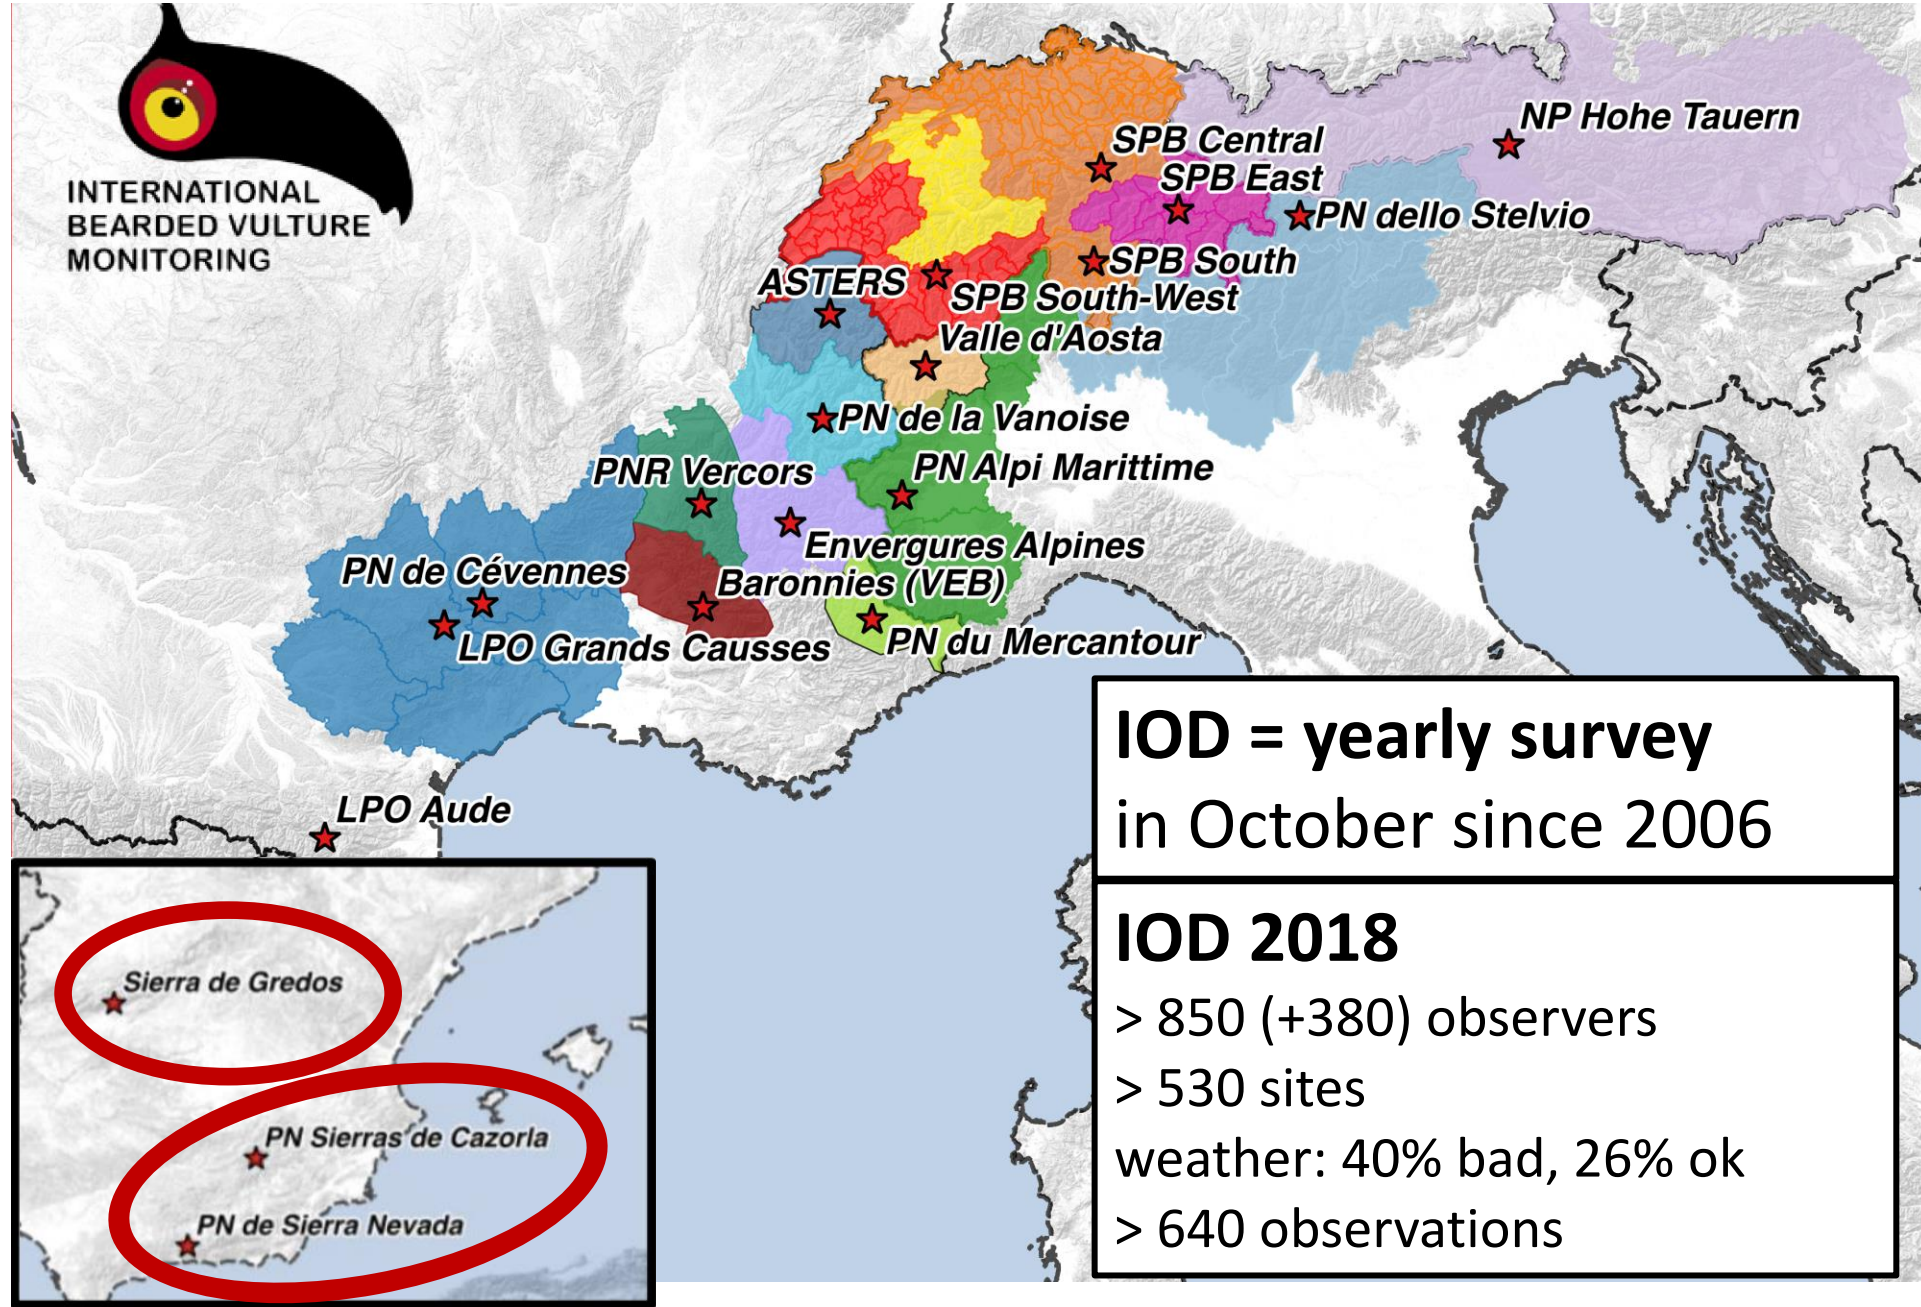 INTERNATIONAL
BEARDED VULTURE
MONITORING
NP Hohe Tauern
SPB Central
SPB East
PN dello Stelvio
SPB South
ASTERS
SPB South-West
Valle d'Aosta
PN de la Vanoise
PNR Vercors
PN Alpi Marittime
Envergures Alpines
PN de Cévennes
Baronnies (VEB)
LPO Grands Causses
PN du Mercantour
LPO Aude
Sierra de Gredos
PN Sierras de Cazorla
PN de Sierra Nevada
IOD = yearly survey
in October since 2006
IOD 2018
> 850 (+380) observers
> 530 sites
weather: 40% bad, 26% ok
> 640 observations